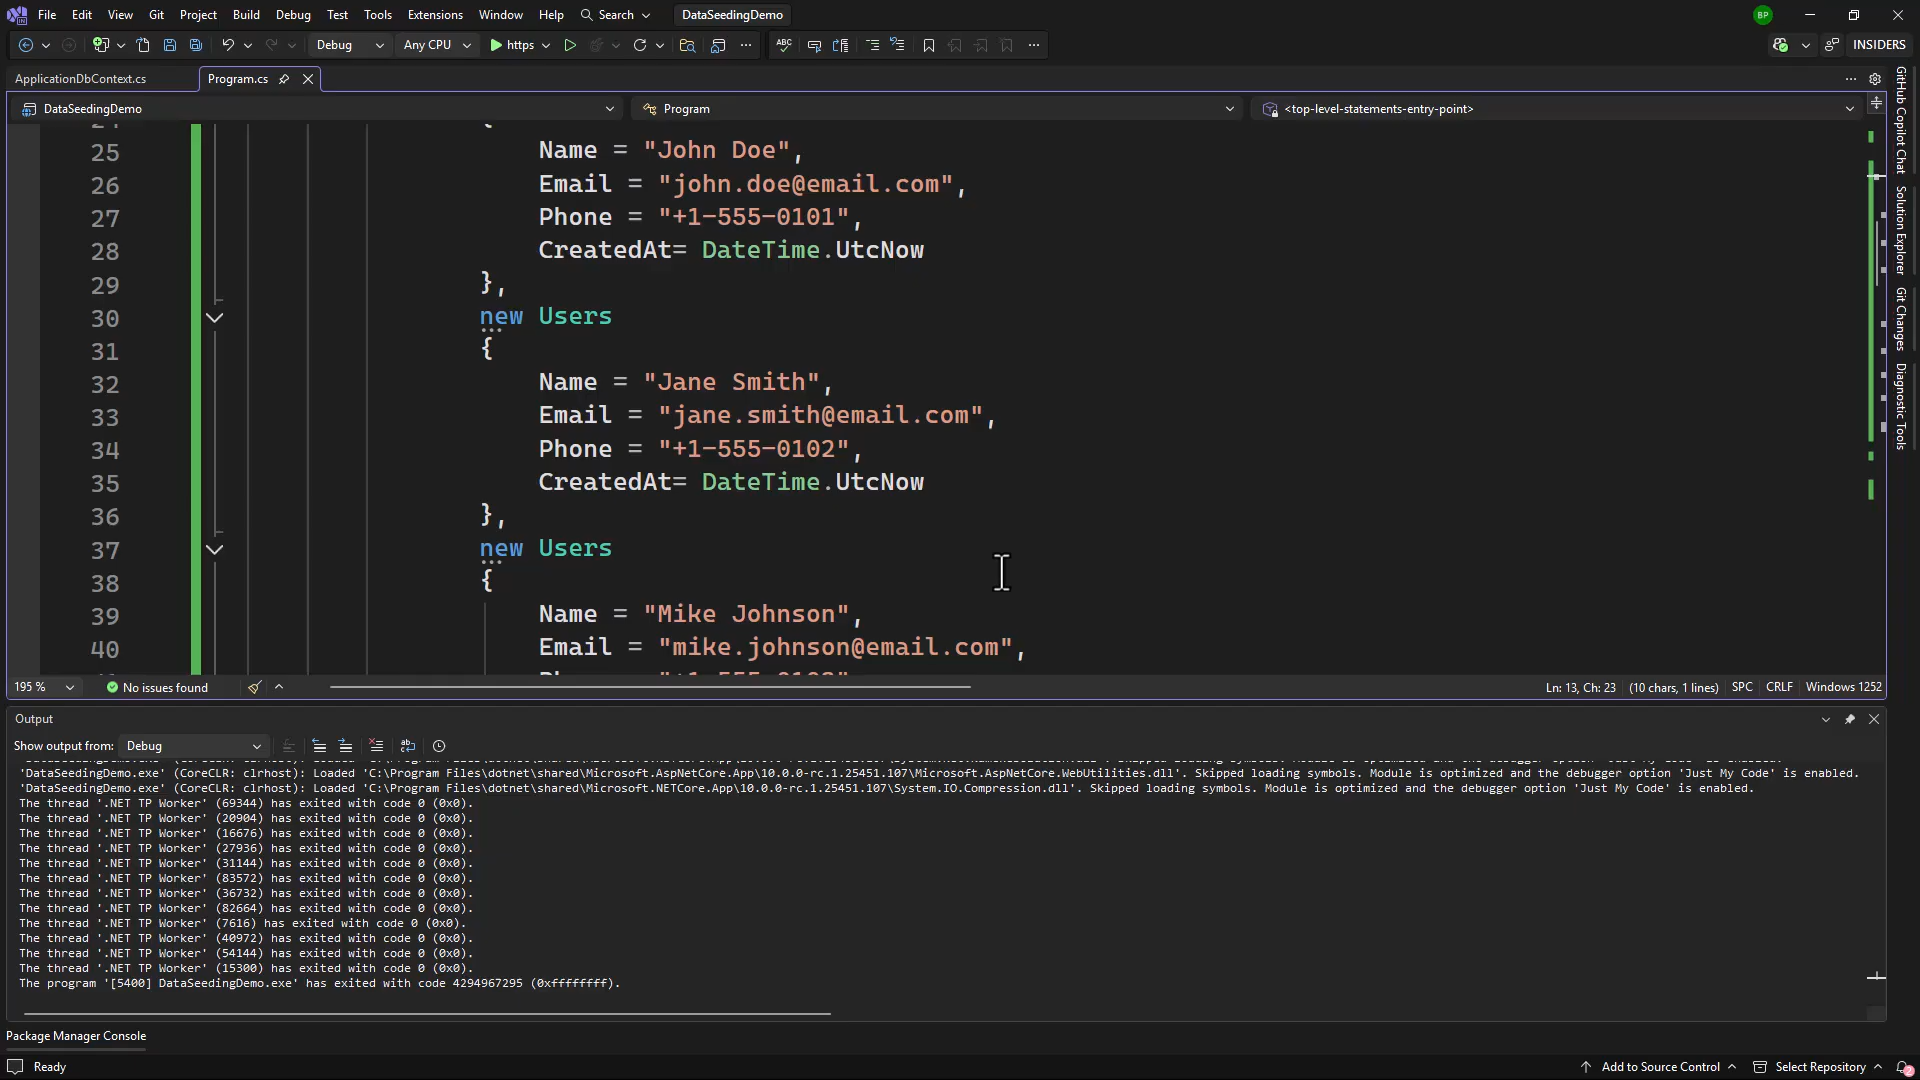 File Edit View Git Project Build Debug Test Tools Extensions Window Help Search DataSeedingDemo BP
Debug Any CPU https INSIDERS
ApplicationDbContext.cs Program.cs
DataSeedingDemo Program <top-level-statements-entry-point>
24 {
25 Name = "John Doe",
26 Email = "john.doe@email.com",
27 Phone = "+1-555-0101",
28 CreatedAt= DateTime.UtcNow
29 },
30 new Users
31 {
32 Name = "Jane Smith",
33 Email = "jane.smith@email.com",
34 Phone = "+1-555-0102",
35 CreatedAt= DateTime.UtcNow
36 },
37 new Users
38 {
39 Name = "Mike Johnson",
40 Email = "mike.johnson@email.com",
195 % No issues found Ln: 13, Ch: 23 (10 chars, 1 lines) SPC CRLF Windows 1252
Output
Show output from: Debug
'DataSeedingDemo.exe' (CoreCLR: clrhost): Loaded 'C:\Program Files\dotnet\shared\Microsoft.AspNetCore.App\10.0.0-rc.1.25451.107\Microsoft.AspNetCore.WebUtilities.dll'. Skipped loading symbols. Module is optimized and the debugger option 'Just My Code' is enabled.
'DataSeedingDemo.exe' (CoreCLR: clrhost): Loaded 'C:\Program Files\dotnet\shared\Microsoft.NETCore.App\10.0.0-rc.1.25451.107\System.IO.Compression.dll'. Skipped loading symbols. Module is optimized and the debugger option 'Just My Code' is enabled.
The thread '.NET TP Worker' (69344) has exited with code 0 (0x0).
The thread '.NET TP Worker' (20904) has exited with code 0 (0x0).
The thread '.NET TP Worker' (16676) has exited with code 0 (0x0).
The thread '.NET TP Worker' (27936) has exited with code 0 (0x0).
The thread '.NET TP Worker' (31144) has exited with code 0 (0x0).
The thread '.NET TP Worker' (83572) has exited with code 0 (0x0).
The thread '.NET TP Worker' (36732) has exited with code 0 (0x0).
The thread '.NET TP Worker' (82664) has exited with code 0 (0x0).
The thread '.NET TP Worker' (7616) has exited with code 0 (0x0).
The thread '.NET TP Worker' (40972) has exited with code 0 (0x0).
The thread '.NET TP Worker' (54144) has exited with code 0 (0x0).
The thread '.NET TP Worker' (15300) has exited with code 0 (0x0).
The program '[5400] DataSeedingDemo.exe' has exited with code 4294967295 (0xffffffff).
Package Manager Console
Ready Add to Source Control Select Repository 2
GitHub Copilot Chat
Solution Explorer
Git Changes
Diagnostic Tools